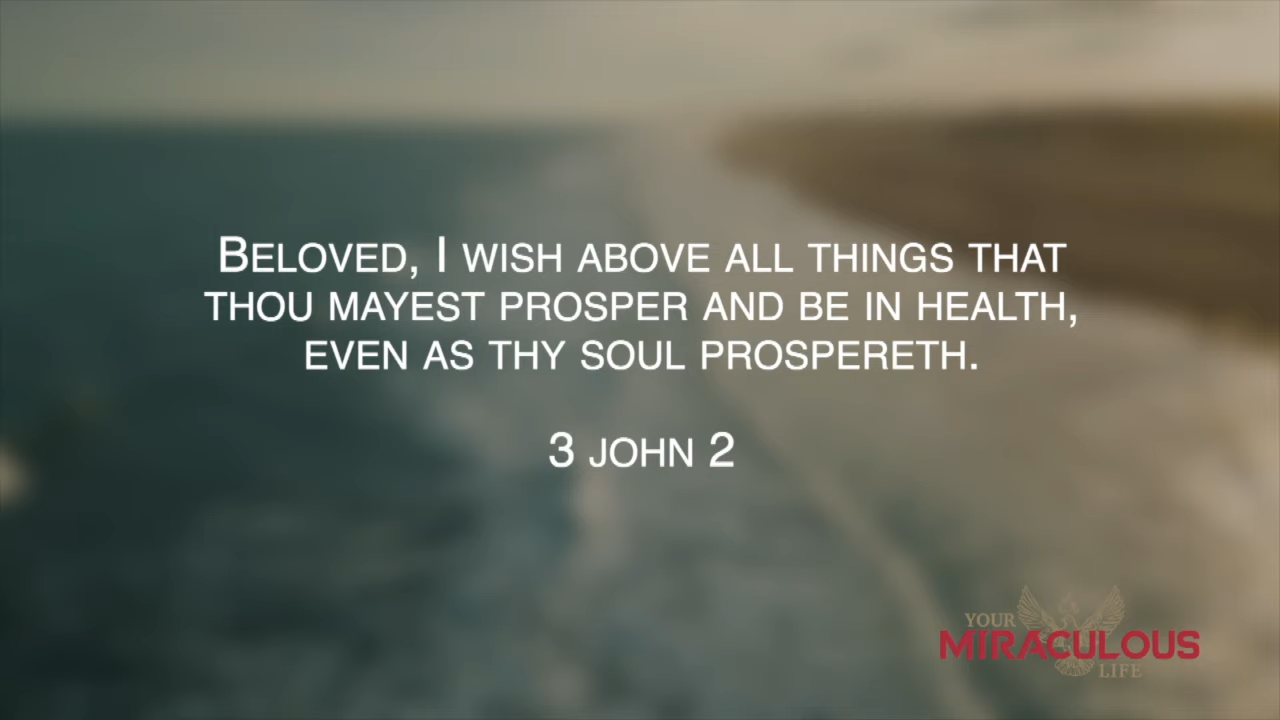 Beloved, I wish above all things that
thou mayest prosper and be in health,
even as thy soul prospereth.
3 John 2
YOUR
MIRACULOUS
LIFE